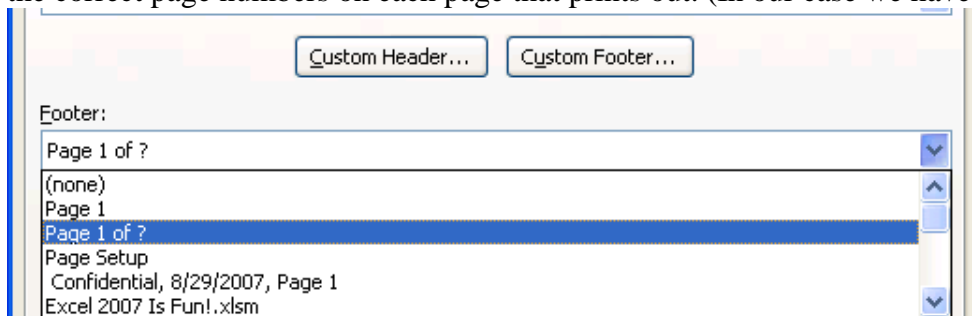 the correct page numbers on each page that prints out. (In our case we have
Custom Header... Custom Footer...
Footer:
Page 1 of ?
(none)
Page 1
Page 1 of ?
Page Setup
Confidential, 8/29/2007, Page 1
Excel 2007 Is Fun!.xlsm